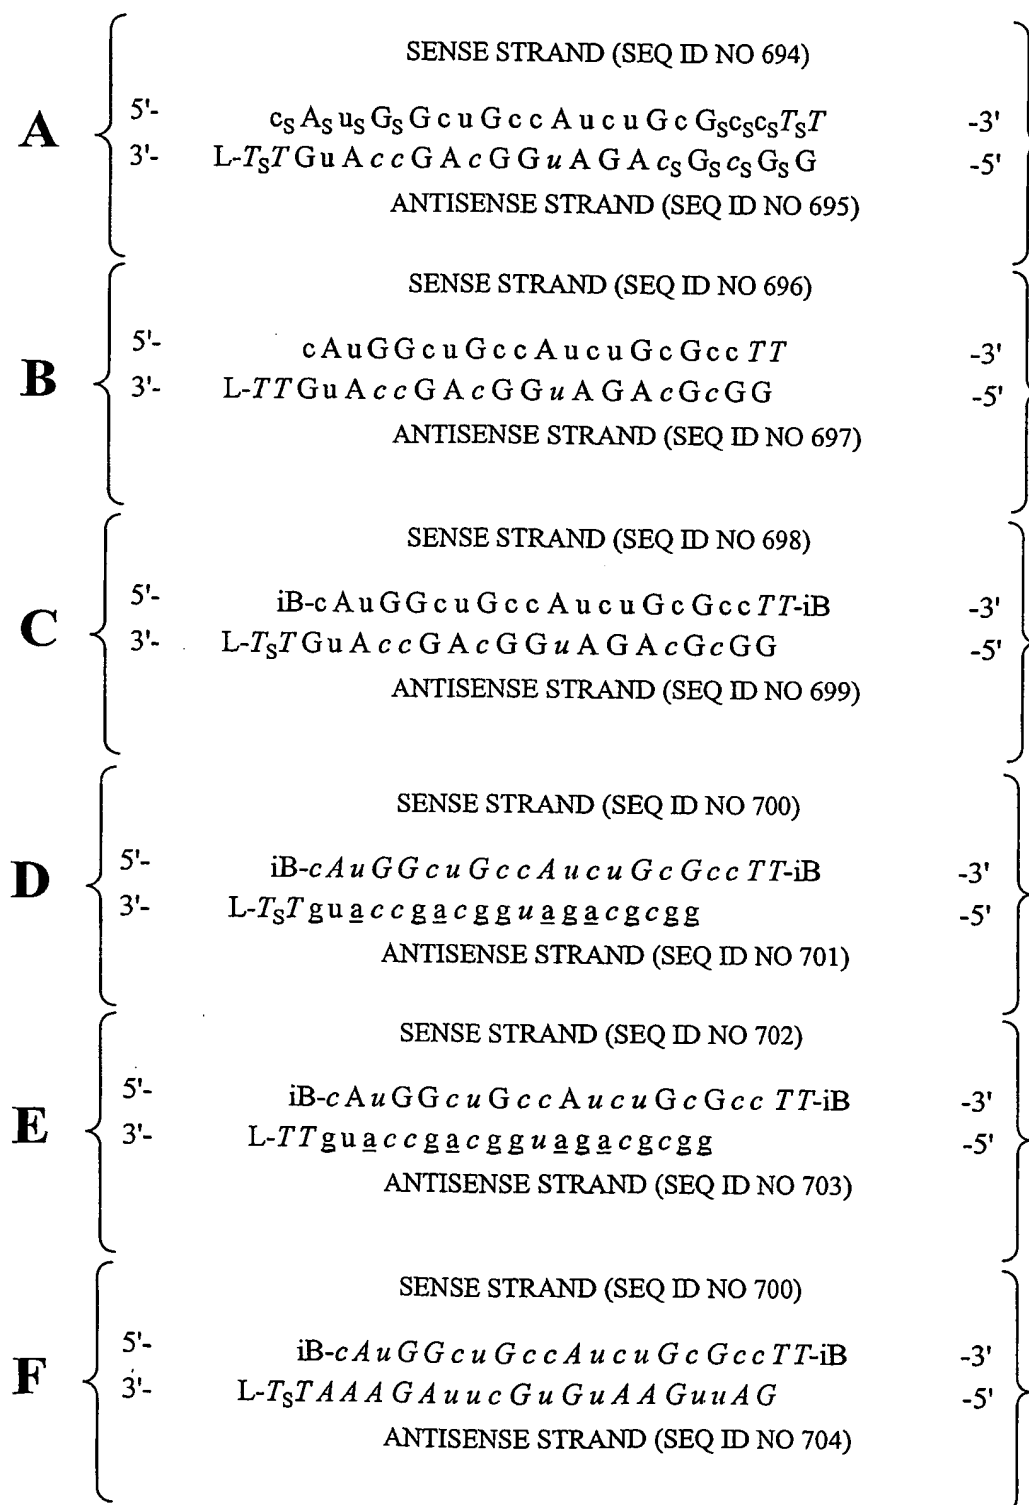 SENSE STRAND (SEQ ID NO 694)
A
5'- cS AS uS GS G c u G c c A u c u G c GS cS cS TS T -3'
3'- L-TS T G u A c c G A c G G u A G A cS GS cS GS G -5'
ANTISENSE STRAND (SEQ ID NO 695)
SENSE STRAND (SEQ ID NO 696)
B
5'- c A u G G c u G c c A u c u G c G c c T T -3'
3'- L-T T G u A c c G A c G G u A G A c G c G G -5'
ANTISENSE STRAND (SEQ ID NO 697)
SENSE STRAND (SEQ ID NO 698)
C
5'- iB-c A u G G c u G c c A u c u G c G c c T T-iB -3'
3'- L-TS T G u A c c G A c G G u A G A c G c G G -5'
ANTISENSE STRAND (SEQ ID NO 699)
SENSE STRAND (SEQ ID NO 700)
D
5'- iB-c A u G G c u G c c A u c u G c G c c T T-iB -3'
3'- L-TS T g u a c c g a c g g u a g a c g c g g -5'
ANTISENSE STRAND (SEQ ID NO 701)
SENSE STRAND (SEQ ID NO 702)
E
5'- iB-c A u G G c u G c c A u c u G c G c c T T-iB -3'
3'- L-T T g u a c c g a c g g u a g a c g c g g -5'
ANTISENSE STRAND (SEQ ID NO 703)
SENSE STRAND (SEQ ID NO 700)
F
5'- iB-c A u G G c u G c c A u c u G c G c c T T-iB -3'
3'- L-TS T A A A G A u u c G u G u A A G u u A G -5'
ANTISENSE STRAND (SEQ ID NO 704)